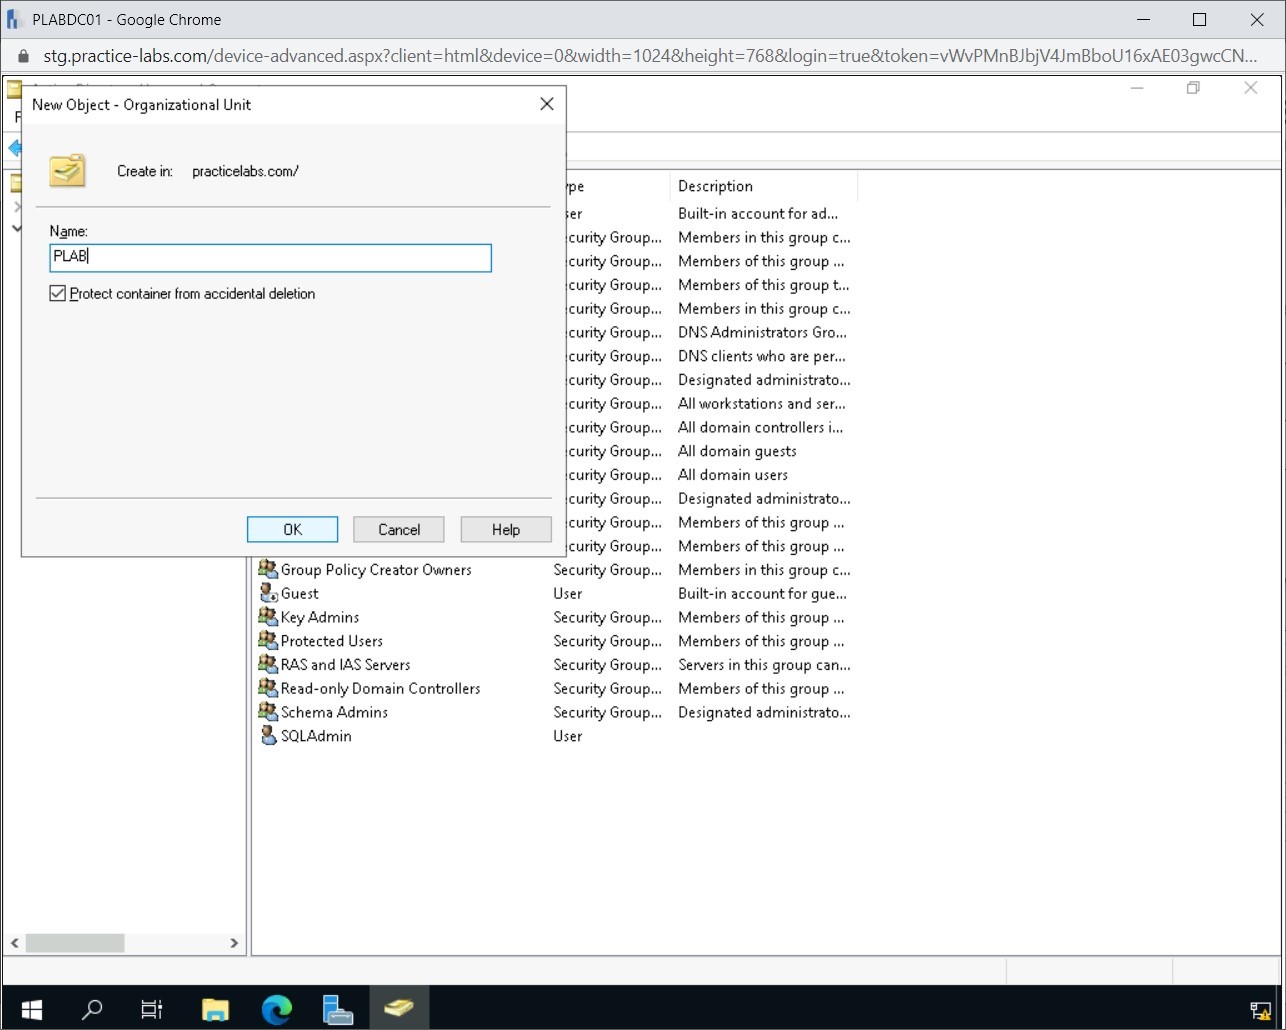 PLABDC01 - Google Chrome
stg.practice-labs.com/device-advanced.aspx?client=html&device=0&width=1024&height=768&login=true&token=vWvPMnBJbjV4JmBboU16xAE03gwcCN...
New Object - Organizational Unit
F
Create in: practicelabs.com/
Name:
PLAB
Protect container from accidental deletion
OK Cancel Help
ype Description
ser Built-in account for ad...
curity Group... Members in this group c...
curity Group... Members of this group ...
curity Group... Members of this group t...
curity Group... Members in this group c...
curity Group... DNS Administrators Gro...
curity Group... DNS clients who are per...
curity Group... Designated administrato...
curity Group... All workstations and ser...
curity Group... All domain controllers i...
curity Group... All domain guests
curity Group... All domain users
curity Group... Designated administrato...
curity Group... Members of this group ...
curity Group... Members of this group ...
Group Policy Creator Owners Security Group... Members in this group c...
Guest User Built-in account for gue...
Key Admins Security Group... Members of this group ...
Protected Users Security Group... Members of this group ...
RAS and IAS Servers Security Group... Servers in this group can...
Read-only Domain Controllers Security Group... Members of this group ...
Schema Admins Security Group... Designated administrato...
SQLAdmin User